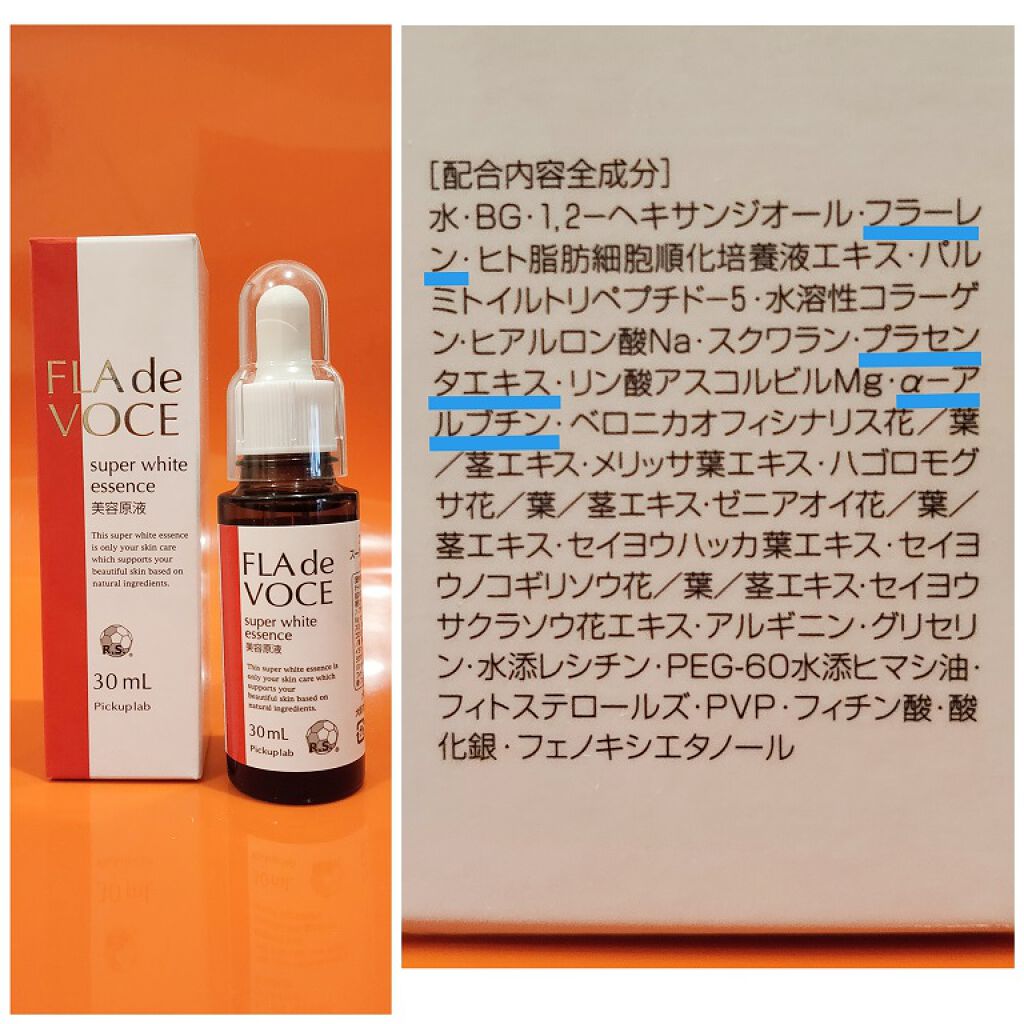 FLA de
VOCE
super white
essence
美容原液
This super white essence
is only your skin care
which supports your
beautiful skin based on
natural ingredients.
R.S.®
30 mL
Pickuplab
FLA de
VOCE
super white
essence
美容原液
This super white essence is
only your skin care which
supports your
beautiful skin based on
natural ingredients.
30mL
Pickuplab
R.S.®
[配合内容全成分]
水・BG・1,2-ヘキサンジオール・フラーレ
ン・ヒト脂肪細胞順化培養液エキス・パル
ミトイルトリペプチド-5・水溶性コラーゲ
ン・ヒアルロン酸Na・スクワラン・プラセン
タエキス・リン酸アスコルビルMg・α-ア
ルブチン・ベロニカオフィシナリス花/葉
/茎エキス・メリッサ葉エキス・ハゴロモグ
サ花/葉/茎エキス・ゼニアオイ花/葉/
茎エキス・セイヨウハッカ葉エキス・セイヨ
ウノコギリソウ花/葉/茎エキス・セイヨウ
サクラソウ花エキス・アルギニン・グリセリ
ン・水添レシチン・PEG-60水添ヒマシ油・
フィトステロールズ・PVP・フィチン酸・酸
化銀・フェノキシエタノール